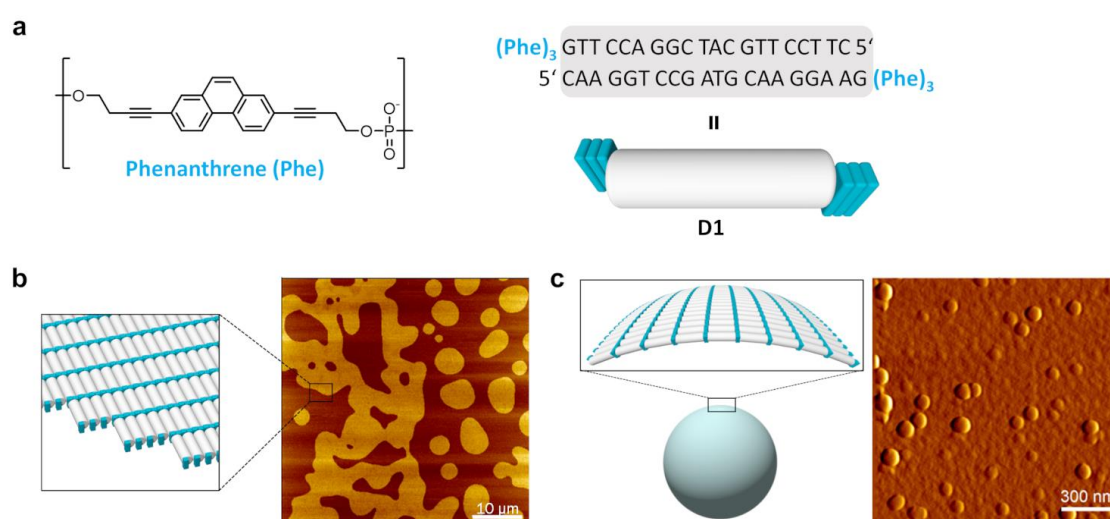 a
(Phe)₃ GTT CCA GGC TAC GTT CCT TC 5‘
5‘ CAA GGT CCG ATG CAA GGA AG (Phe)₃
O
O
O⁻
P
O
Phenanthrene (Phe)
II
D1
b
10 µm
c
300 nm